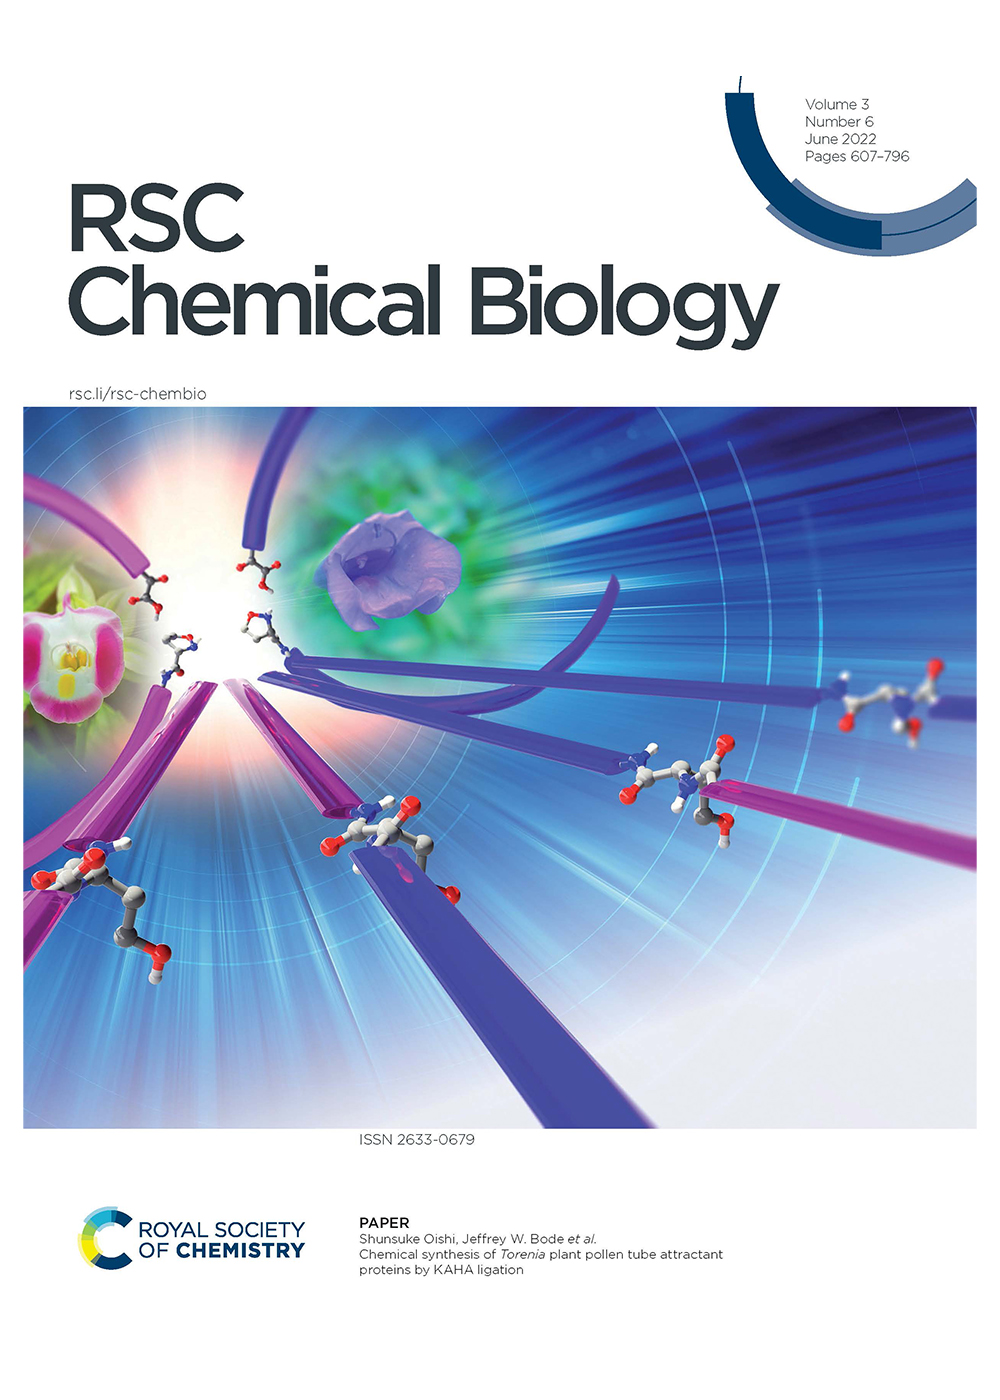 Volume 3
Number 6
June 2022
Pages 607–796
RSC
Chemical Biology
rsc.li/rsc-chembio
ISSN 2633-0679
ROYAL SOCIETY
OF CHEMISTRY
PAPER
Shunsuke Oishi, Jeffrey W. Bode et al.
Chemical synthesis of Torenia plant pollen tube attractant
proteins by KAHA ligation